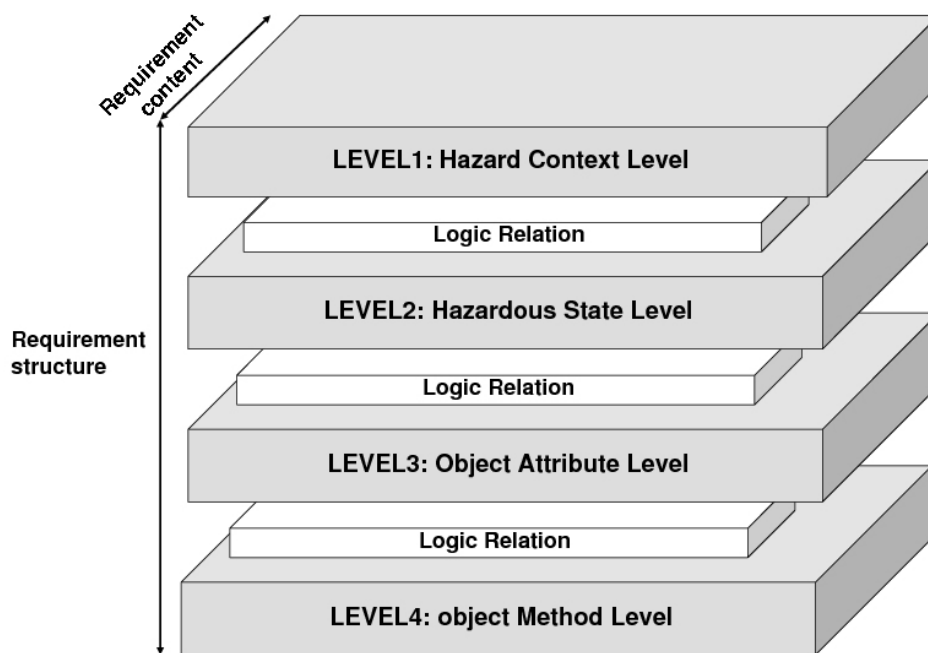 Requirement
content
LEVEL1: Hazard Context Level
Logic Relation
LEVEL2: Hazardous State Level
Requirement
structure
Logic Relation
LEVEL3: Object Attribute Level
Logic Relation
LEVEL4: object Method Level